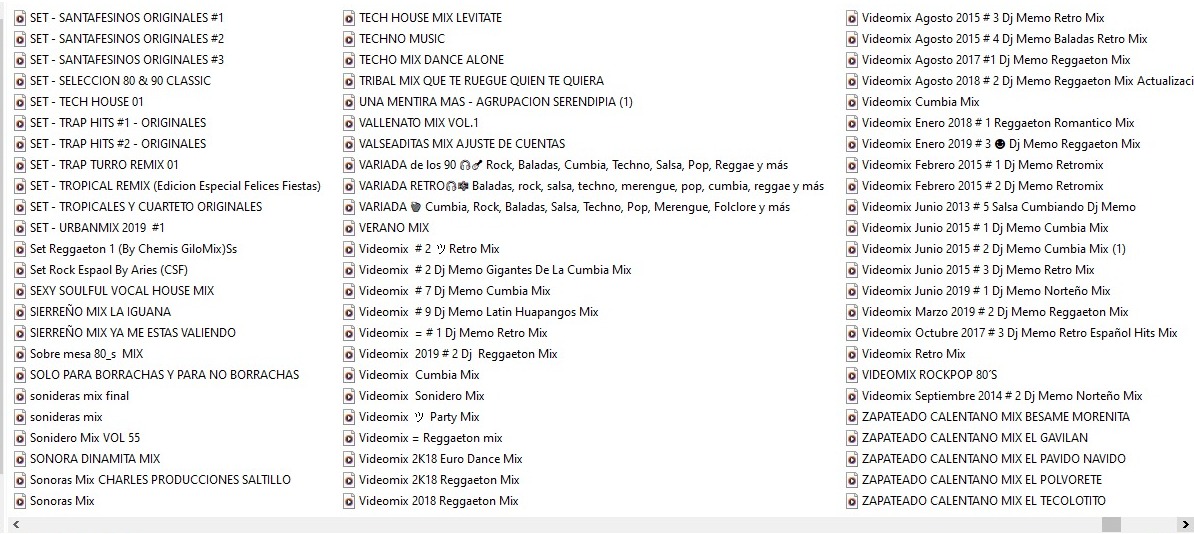 SET - SANTAFESINOS ORIGINALES #1
SET - SANTAFESINOS ORIGINALES #2
SET - SANTAFESINOS ORIGINALES #3
SET - SELECCION 80 & 90 CLASSIC
SET - TECH HOUSE 01
SET - TRAP HITS #1 - ORIGINALES
SET - TRAP HITS #2 - ORIGINALES
SET - TRAP TURRO REMIX 01
SET - TROPICAL REMIX (Edicion Especial Felices Fiestas)
SET - TROPICALES Y CUARTETO ORIGINALES
SET - URBANMIX 2019  #1
Set Reggaeton 1 (By Chemis GiloMix)Ss
Set Rock Espaol By Aries (CSF)
SEXY SOULFUL VOCAL HOUSE MIX
SIERREÑO MIX LA IGUANA
SIERREÑO MIX YA ME ESTAS VALIENDO
Sobre mesa 80_s  MIX
SOLO PARA BORRACHAS Y PARA NO BORRACHAS
sonideras mix final
sonideras mix
Sonidero Mix VOL 55
SONORA DINAMITA MIX
Sonoras Mix CHARLES PRODUCCIONES SALTILLO
Sonoras Mix
TECH HOUSE MIX LEVITATE
TECHNO MUSIC
TECHO MIX DANCE ALONE
TRIBAL MIX QUE TE RUEGUE QUIEN TE QUIERA
UNA MENTIRA MAS - AGRUPACION SERENDIPIA (1)
VALLENATO MIX VOL.1
VALSEADITAS MIX AJUSTE DE CUENTAS
VARIADA de los 90 🎧🎸 Rock, Baladas, Cumbia, Techno, Salsa, Pop, Reggae y más
VARIADA RETRO🎧 Baladas, rock, salsa, techno, merengue, pop, cumbia, reggae y más
VARIADA Cumbia, Rock, Baladas, Salsa, Techno, Pop, Merengue, Folclore y más
VERANO MIX
Videomix  # 2 ツ Retro Mix
Videomix  # 2 Dj Memo Gigantes De La Cumbia Mix
Videomix  # 7 Dj Memo Cumbia Mix
Videomix  # 9 Dj Memo Latin Huapangos Mix
Videomix  = # 1 Dj Memo Retro Mix
Videomix  2019 # 2 Dj  Reggaeton Mix
Videomix  Cumbia Mix
Videomix  Sonidero Mix
Videomix  ツ Party Mix
Videomix = Reggaeton mix
Videomix 2K18 Euro Dance Mix
Videomix 2K18 Reggaeton Mix
Videomix 2018 Reggaeton Mix
Videomix Agosto 2015 # 3 Dj Memo Retro Mix
Videomix Agosto 2015 # 4 Dj Memo Baladas Retro Mix
Videomix Agosto 2017 #1 Dj Memo Reggaeton Mix
Videomix Agosto 2018 # 2 Dj Memo Reggaeton Mix Actualizaci
Videomix Cumbia Mix
Videomix Enero 2018 # 1 Reggaeton Romantico Mix
Videomix Enero 2019 # 3 ☻ Dj Memo Reggaeton Mix
Videomix Febrero 2015 # 1 Dj Memo Retromix
Videomix Febrero 2015 # 2 Dj Memo Retromix
Videomix Junio 2013 # 5 Salsa Cumbiando Dj Memo
Videomix Junio 2015 # 1 Dj Memo Cumbia Mix
Videomix Junio 2015 # 2 Dj Memo Cumbia Mix (1)
Videomix Junio 2015 # 3 Dj Memo Retro Mix
Videomix Junio 2019 # 1 Dj Memo Norteño Mix
Videomix Marzo 2019 # 2 Dj Memo Reggaeton Mix
Videomix Octubre 2017 # 3 Dj Memo Retro Español Hits Mix
Videomix Retro Mix
VIDEOMIX ROCKPOP 80´S
Videomix Septiembre 2014 # 2 Dj Memo Norteño Mix
ZAPATEADO CALENTANO MIX BESAME MORENITA
ZAPATEADO CALENTANO MIX EL GAVILAN
ZAPATEADO CALENTANO MIX EL PAVIDO NAVIDO
ZAPATEADO CALENTANO MIX EL POLVORETE
ZAPATEADO CALENTANO MIX EL TECOLOTITO